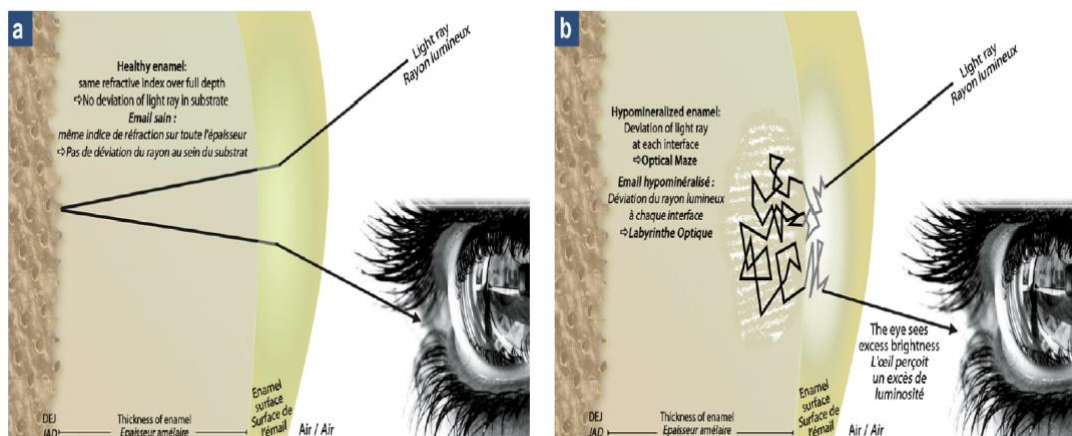 a
Healthy enamel:
same refractive index over full depth
⇨No deviation of light ray in substrate
Email sain :
même indice de réfraction sur toute l'épaisseur
⇨Pas de déviation du rayon au sein du substrat
Light ray
Rayon lumineux
DEJ
JAD
Thickness of enamel
Epaisseur amélaire
Enamel
surface
Surface de
l'émail
Air / Air
b
Hypomineralized enamel:
Deviation of light ray
at each interface
⇨Optical Maze
Email hypominéralisé :
Déviation du rayon lumineux
à chaque interface
⇨Labyrinthe Optique
Light ray
Rayon lumineux
The eye sees
excess brightness
L'œil perçoit
un excès de
luminosité
DEJ
JAD
Thickness of enamel
Epaisseur amélaire
Enamel
surface
Surface de
l'émail
Air / Air